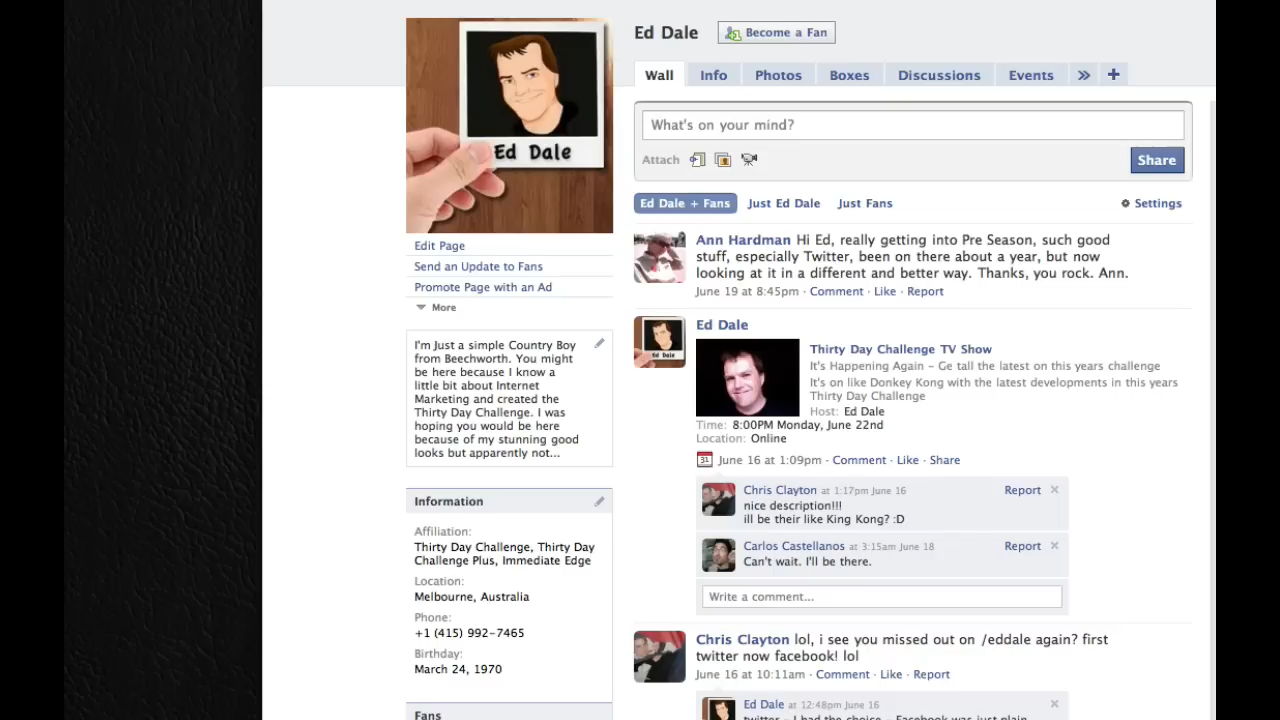 Ed Dale
Become a Fan
Wall Info Photos Boxes Discussions Events » +
What's on your mind?
Attach
Share
Ed Dale + Fans Just Ed Dale Just Fans
Settings
Ed Dale
Edit Page
Send an Update to Fans
Promote Page with an Ad
More
I'm Just a simple Country Boy
from Beechworth. You might
be here because I know a
little bit about Internet
Marketing and created the
Thirty Day Challenge. I was
hoping you would be here
because of my stunning good
looks but apparently not...
Information
Affiliation:
Thirty Day Challenge, Thirty Day
Challenge Plus, Immediate Edge
Location:
Melbourne, Australia
Phone:
+1 (415) 992-7465
Birthday:
March 24, 1970
Fans
Ann Hardman Hi Ed, really getting into Pre Season, such good
stuff, especially Twitter, been on there about a year, but now
looking at it in a different and better way. Thanks, you rock. Ann.
June 19 at 8:45pm · Comment · Like · Report
Ed Dale
Ed Dale
Thirty Day Challenge TV Show
It's Happening Again - Ge tall the latest on this years challenge
It's on like Donkey Kong with the latest developments in this years
Thirty Day Challenge
Host: Ed Dale
Time: 8:00PM Monday, June 22nd
Location: Online
31 June 16 at 1:09pm · Comment · Like · Share
Chris Clayton at 1:17pm June 16 Report ×
nice description!!!
ill be their like King Kong? :D
Carlos Castellanos at 3:15am June 18 Report ×
Can't wait. I'll be there.
Write a comment...
Chris Clayton lol, i see you missed out on /eddale again? first
twitter now facebook! lol
June 16 at 10:11am · Comment · Like · Report
Ed Dale at 12:48pm June 16 ×
twitter - I had the choice - Facebook was just plain